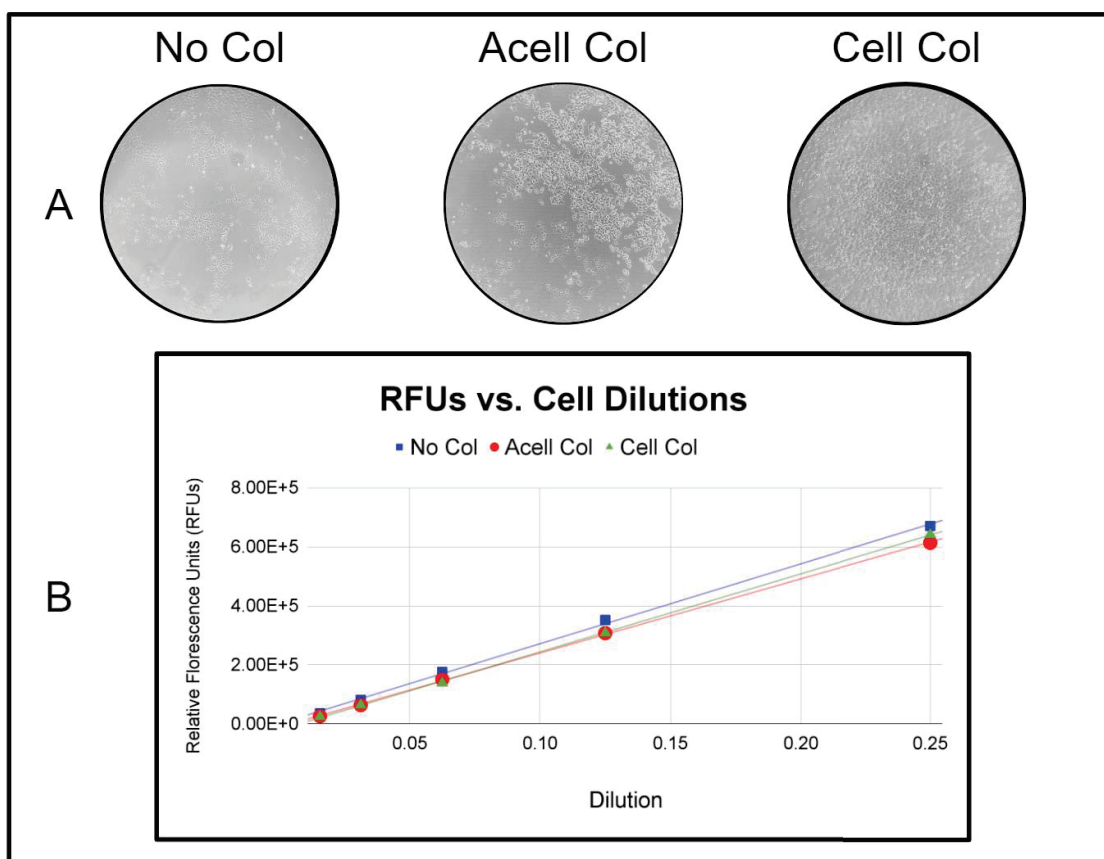 No Col Acell Col Cell Col
A
RFUs vs. Cell Dilutions
No Col Acell Col Cell Col
Relative Florescence Units (RFUs)
8.00E+5
6.00E+5
4.00E+5
2.00E+5
0.00E+0
B
0.05 0.10 0.15 0.20 0.25
Dilution